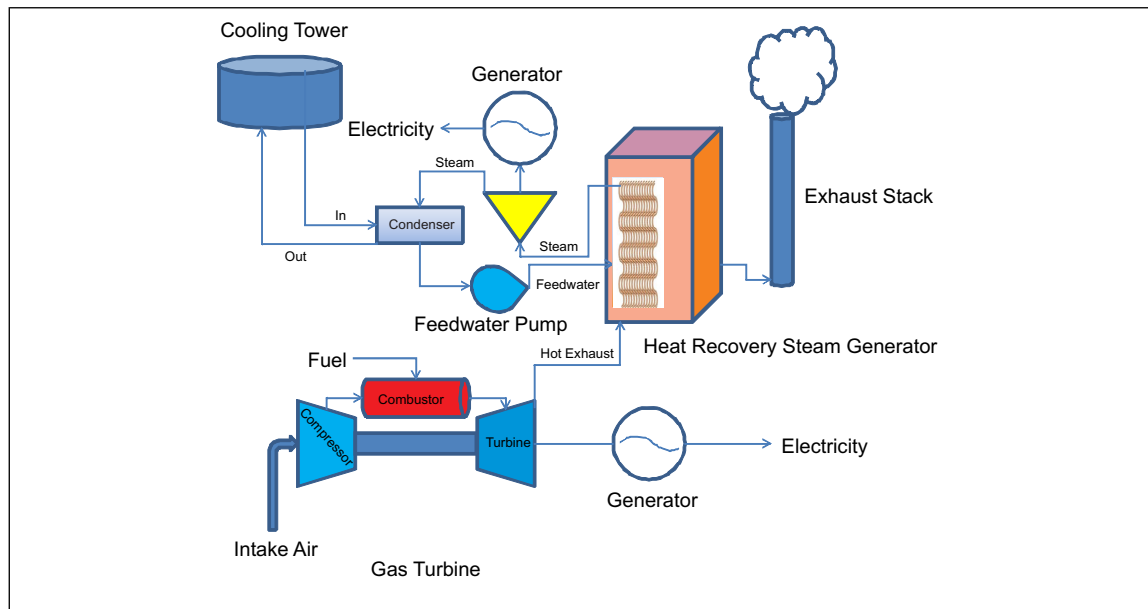 Cooling Tower
Generator
Electricity
Steam
In
Condenser
Out
Steam
Feedwater
Feedwater Pump
Exhaust Stack
Heat Recovery Steam Generator
Hot Exhaust
Fuel
Combustor
Compressor
Turbine
Electricity
Generator
Intake Air
Gas Turbine